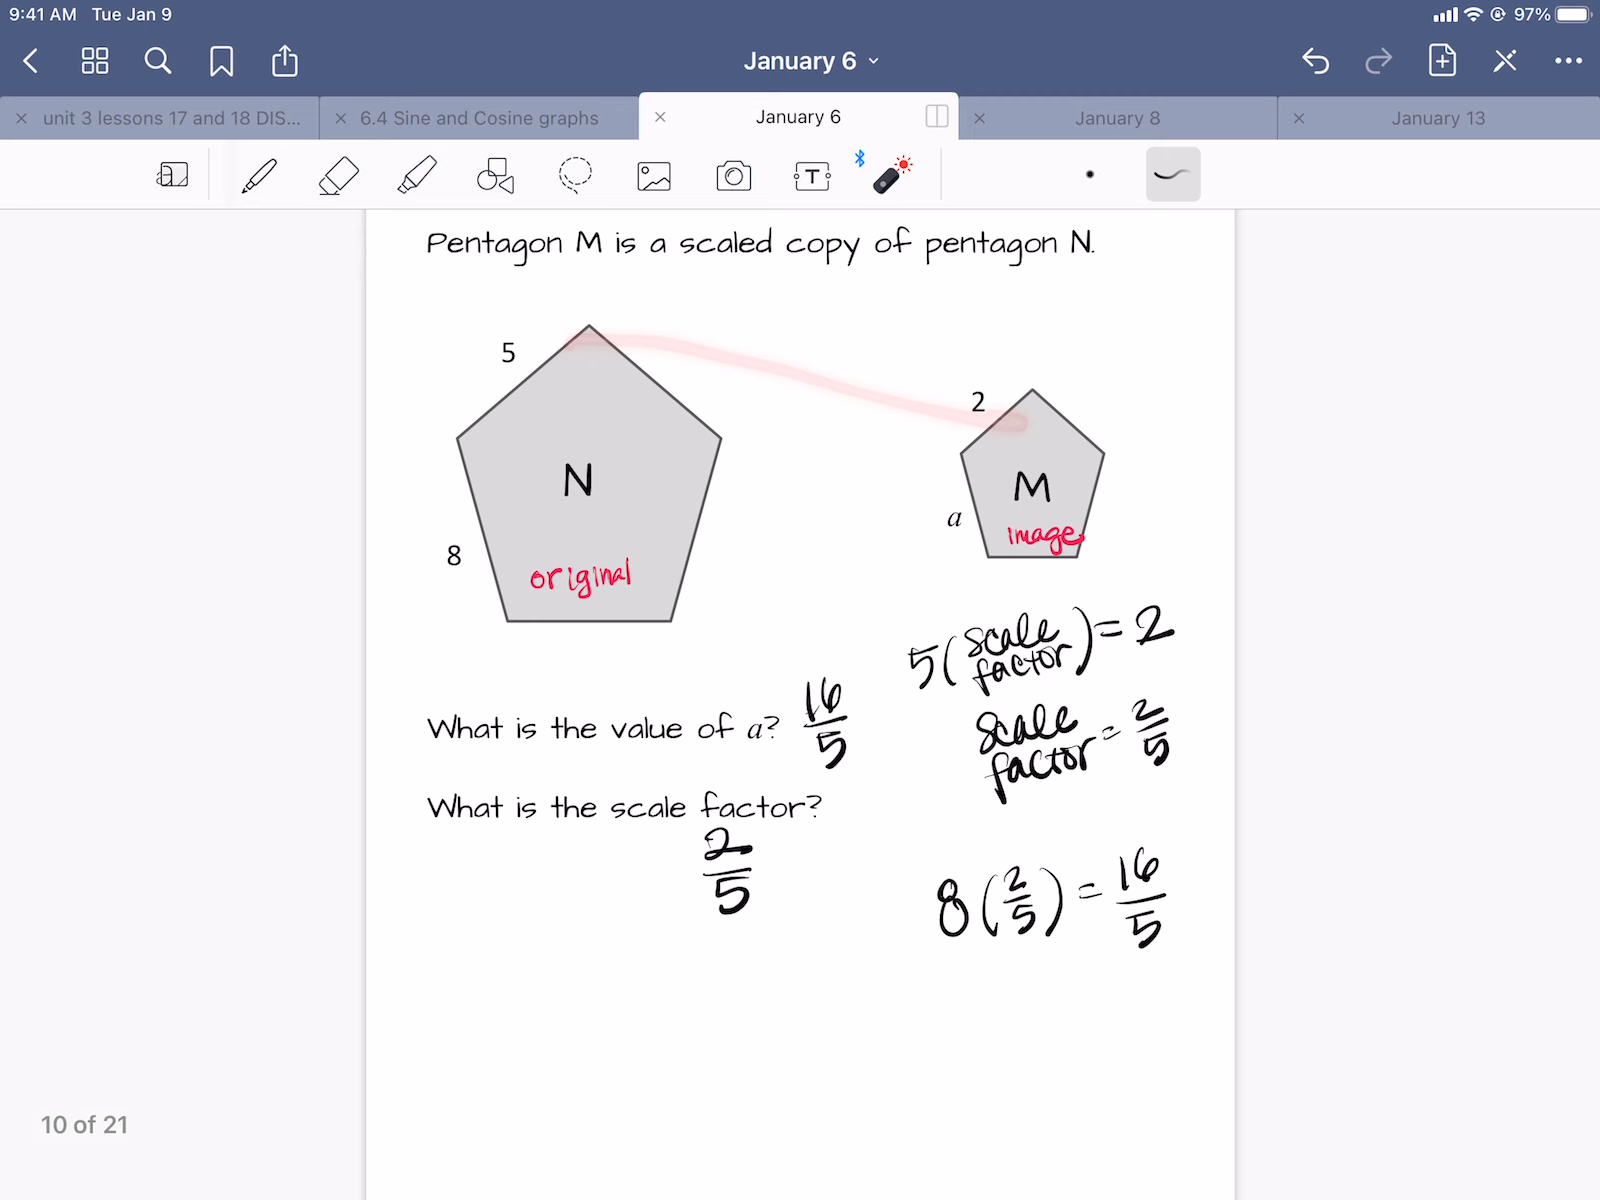 9:41 AM Tue Jan 9
97%
January 6
unit 3 lessons 17 and 18 DIS...
6.4 Sine and Cosine graphs
January 6
January 8
January 13
T
Pentagon M is a scaled copy of pentagon N.
5
2
N
M
a
image
8
original
5(scale factor)=2
What is the value of a? 16/5
scale factor = 2/5
What is the scale factor?
2/5
8(2/5) = 16/5
10 of 21